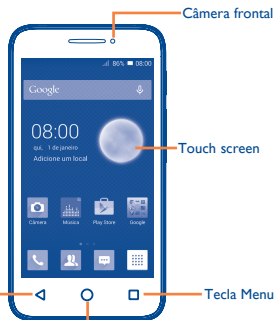 Câmera frontal
86% 08:00
Google
08:00
qui, 1 de janeiro
Adicione um local
Touch screen
Câmera Música Play Store Google
Tecla Menu